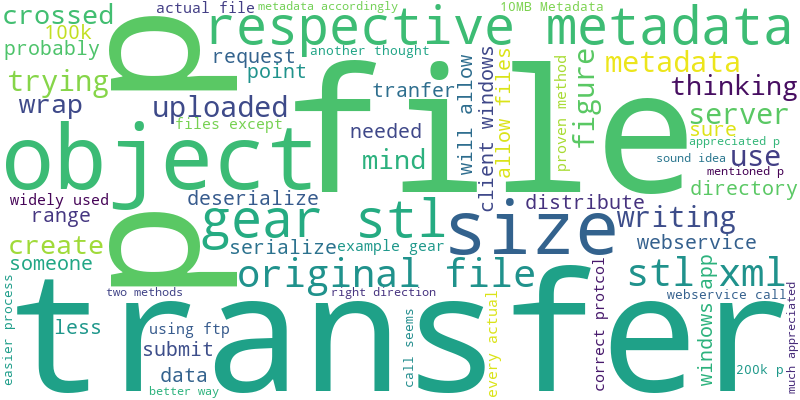 crossed
actual file
metadata accordingly
10MB Metadata
100k
p
respective metadata
probably
request
another thought
point
metadata
trying
tranfer
will allow
client windows
allow files
proven method
figure
thinking
wrap
uploaded
file
server
files except
needed
sure
appreciated p
object
mind
sound idea
use
mentioned p
directory
widely used
deserialize
distribute
range
p
gear stl
size
writing
create
serialize
example gear
webservice
someone
original file
stl xml
easier process
two methods
right direction
transfer
webservice call
less
using ftp
call seems
every actual
correct protcol
windows app
much appreciated
submit
data
200k p
better way